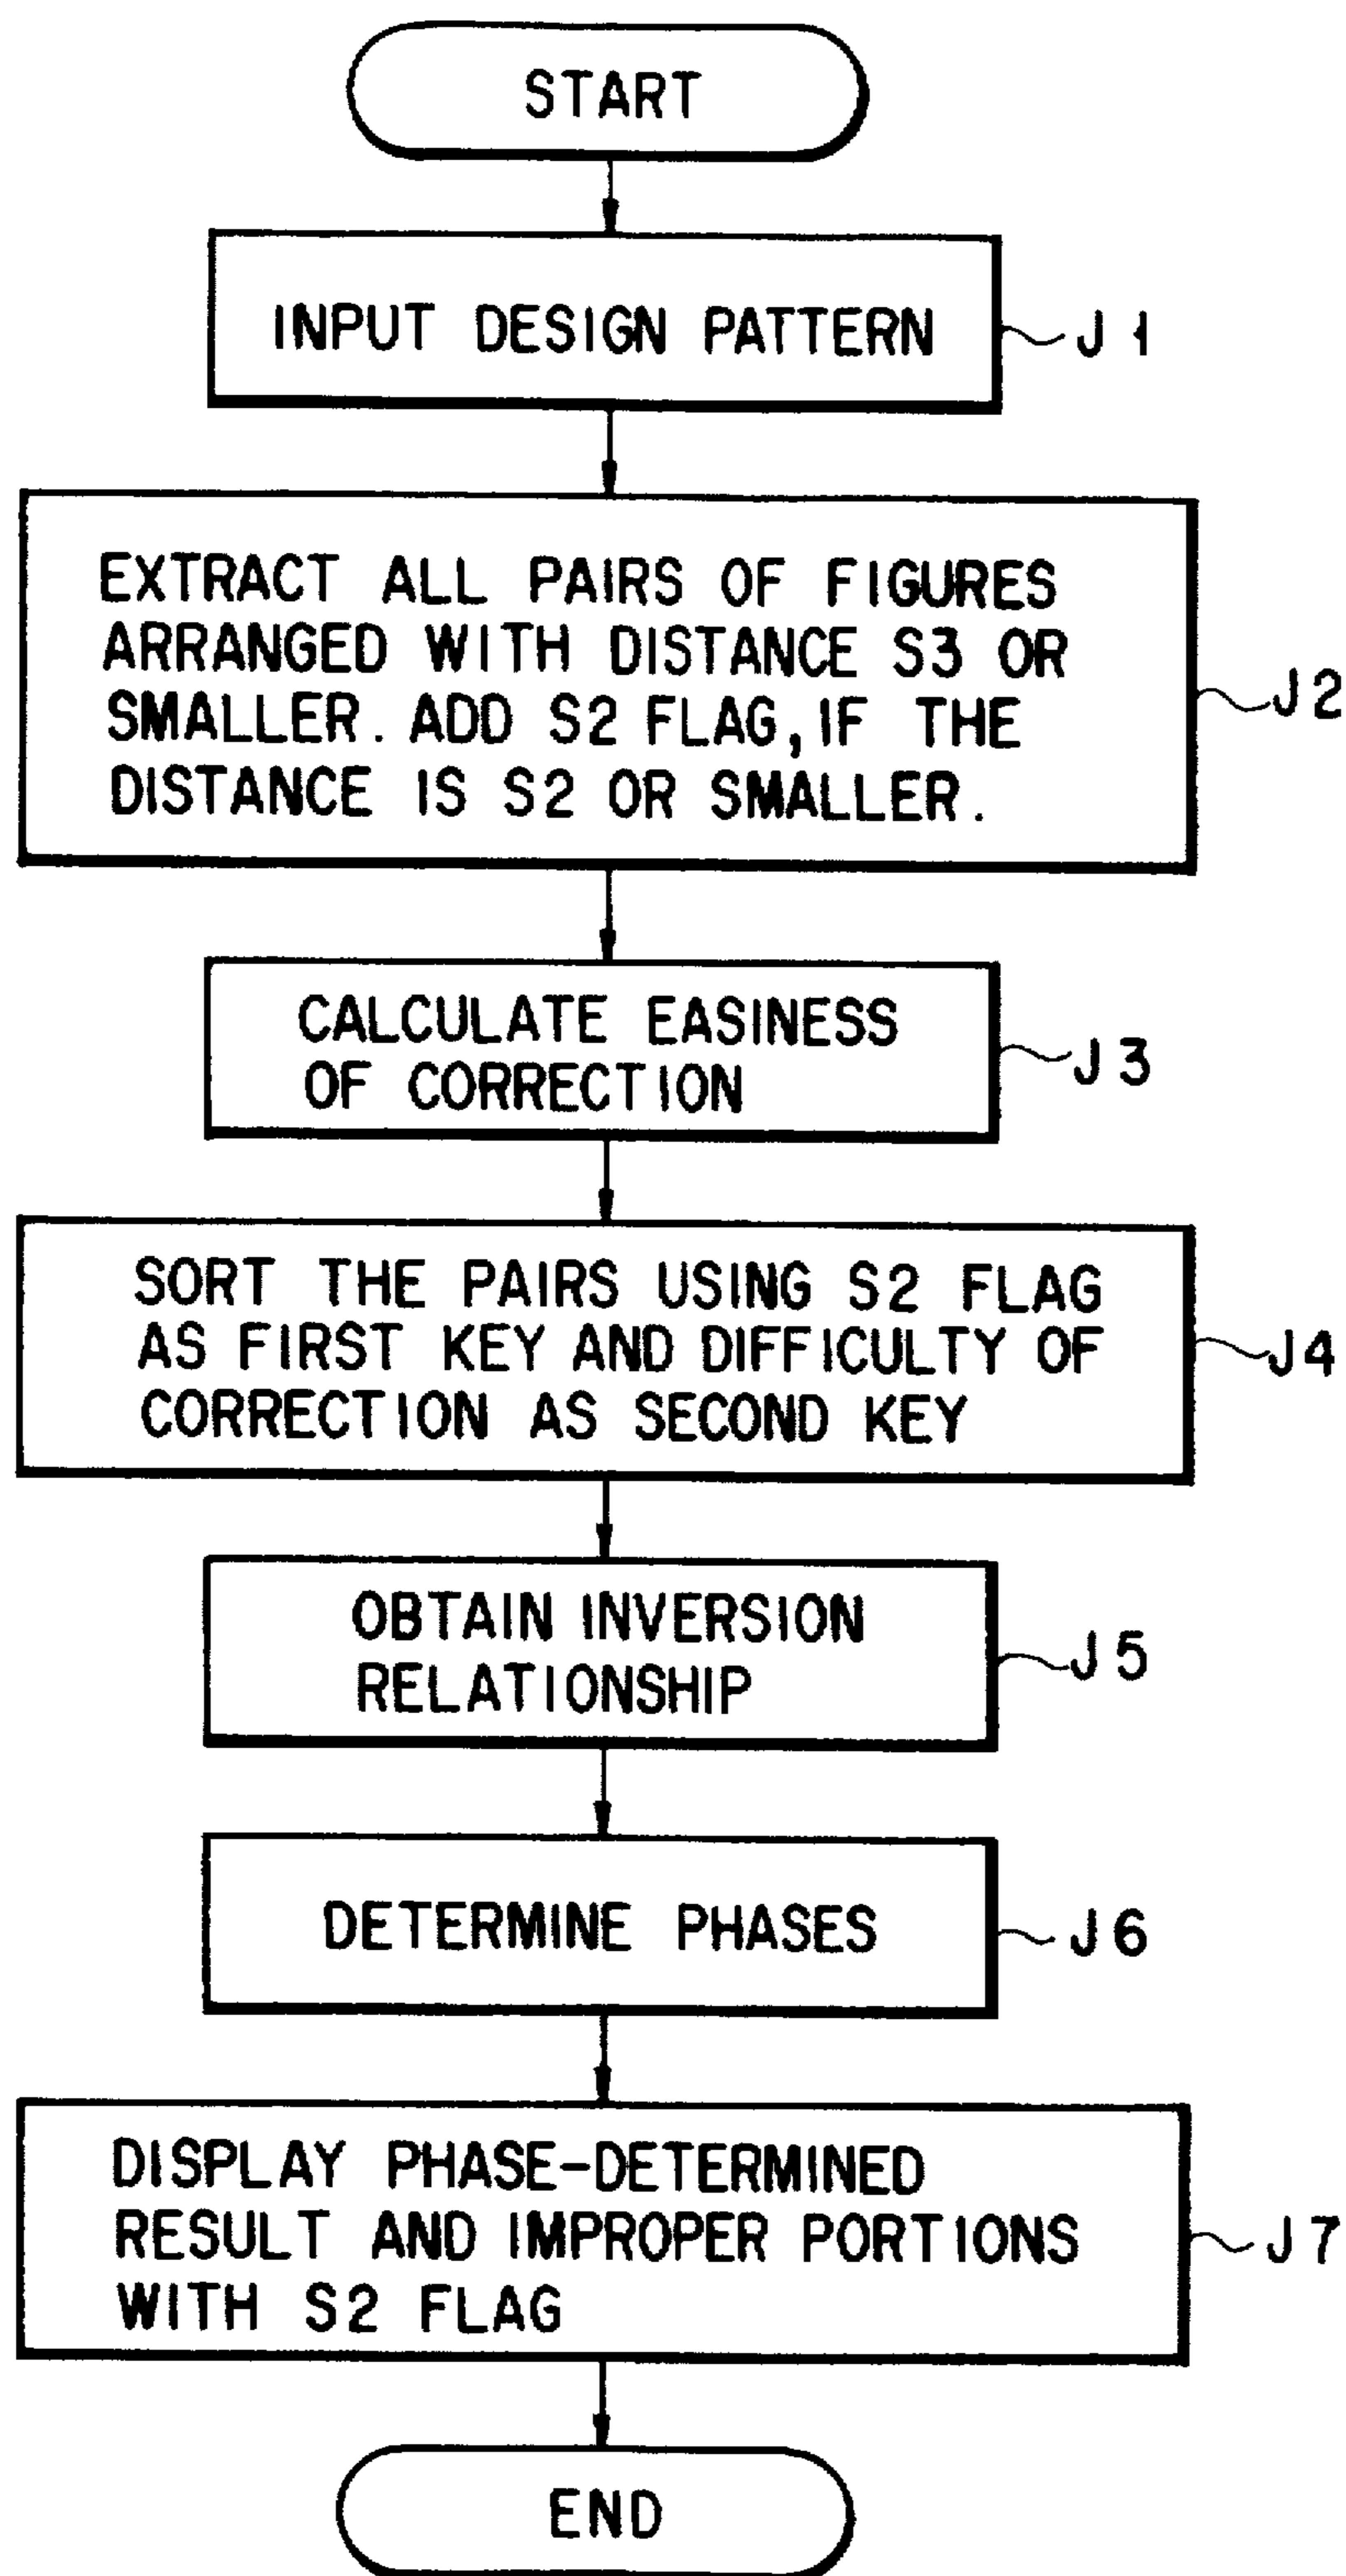 START
INPUT DESIGN PATTERN
J1
EXTRACT ALL PAIRS OF FIGURES
ARRANGED WITH DISTANCE S3 OR
SMALLER. ADD S2 FLAG, IF THE
DISTANCE IS S2 OR SMALLER.
J2
CALCULATE EASINESS
OF CORRECTION
J3
SORT THE PAIRS USING S2 FLAG
AS FIRST KEY AND DIFFICULTY OF
CORRECTION AS SECOND KEY
J4
OBTAIN INVERSION
RELATIONSHIP
J5
DETERMINE PHASES
J6
DISPLAY PHASE-DETERMINED
RESULT AND IMPROPER PORTIONS
WITH S2 FLAG
J7
END